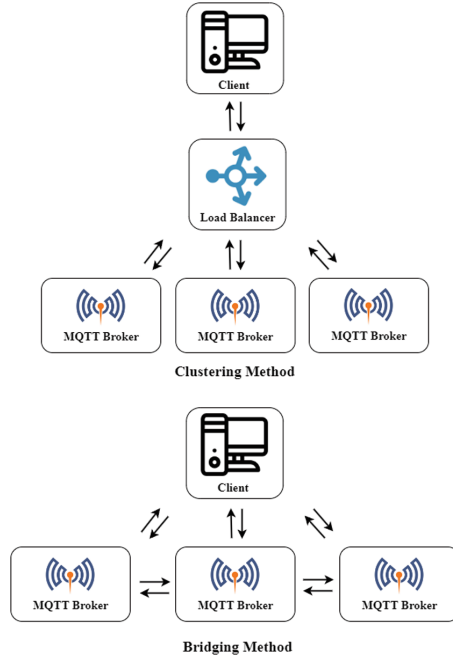 Client
Load Balancer
MQTT Broker MQTT Broker MQTT Broker
Clustering Method
Client
MQTT Broker MQTT Broker MQTT Broker
Bridging Method